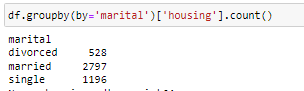 df.groupby(by='marital')['housing'].count()
marital
divorced 528
married 2797
single 1196